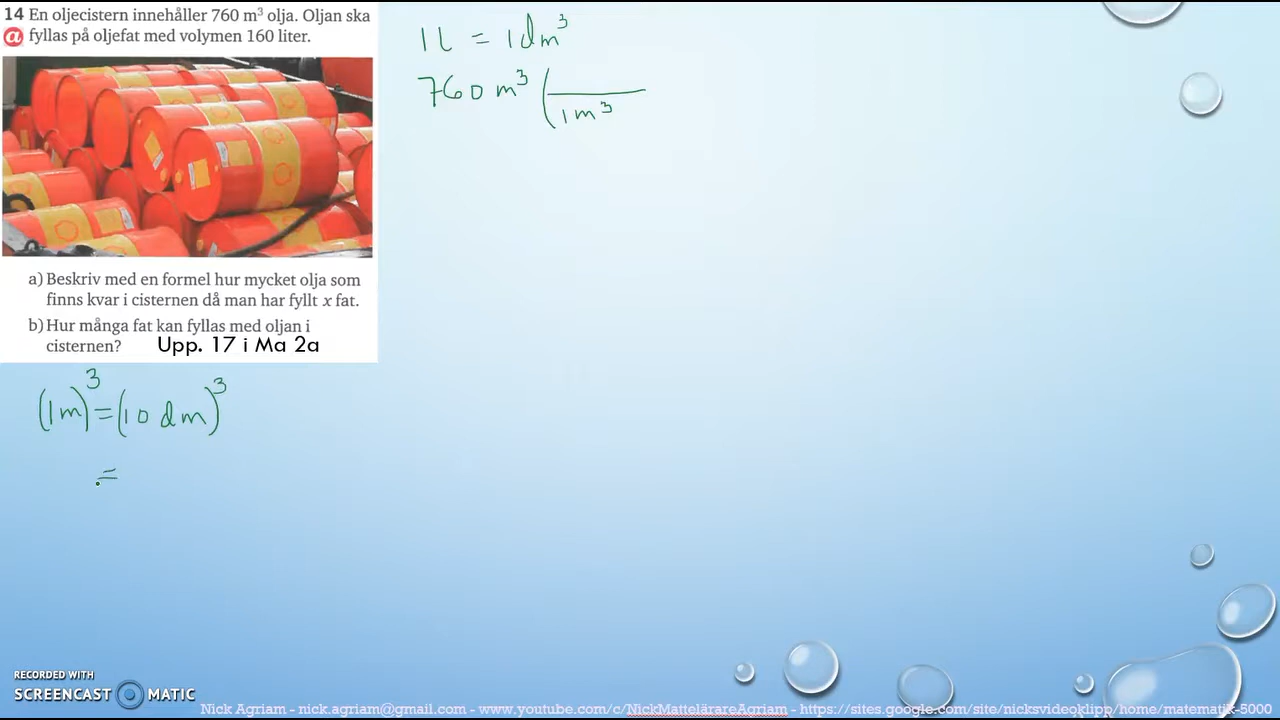 14 En oljecistern innehåller 760 m³ olja. Oljan ska
a fyllas på oljefat med volymen 160 liter.
a) Beskriv med en formel hur mycket olja som
finns kvar i cisternen då man har fyllt x fat.
b) Hur många fat kan fyllas med oljan i
cisternen? Upp. 17 i Ma 2a
1l = 1dm³
760 m³ (
1m³
(1m)³ = (10 dm)³
=
RECORDED WITH
SCREENCAST MATIC
Nick Agriam - nick.agriam@gmail.com - www.youtube.com/c/NickMattelärareAgriam - https://sites.google.com/site/nicksvideoklipp/home/matematik-5000